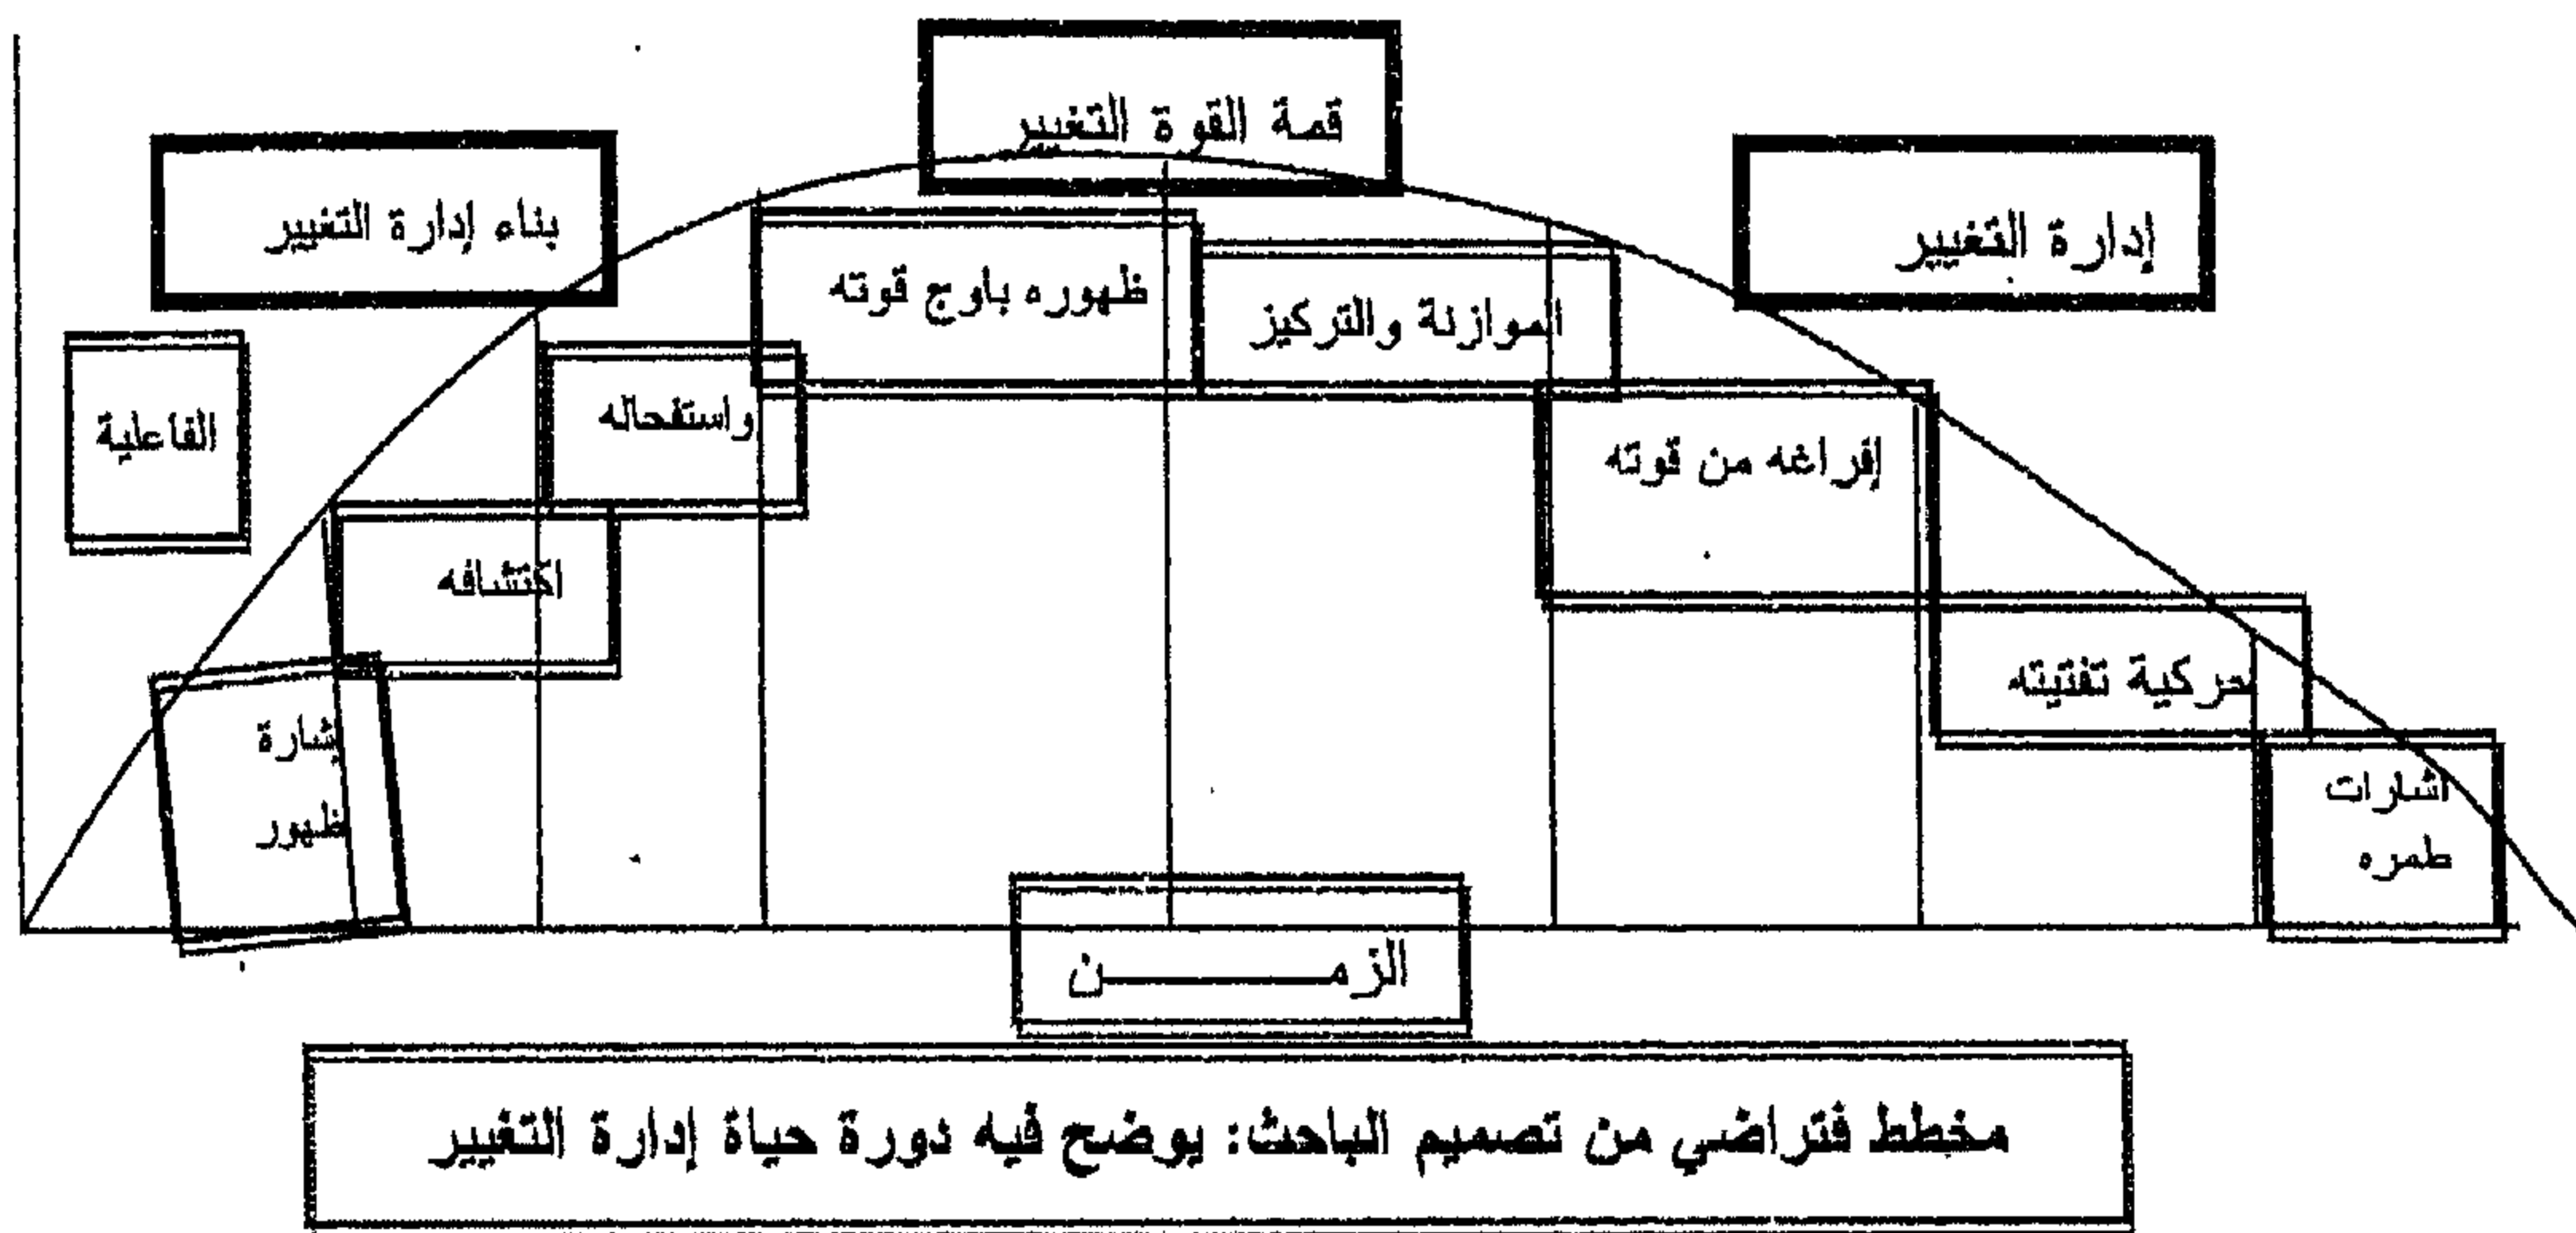 قمة القوة التغيير
بناء إدارة التغيير
إدارة التغيير
ظهوره باوج قوته
الموازنة والتركيز
الفاعلية
واستفحاله
إفراغه من قوته
اكتشافه
حركية تفتيته
إشارة
ظهور
اشارات
طمره
الزمــــــن
مخطط فتراضي من تصميم الباحث: يوضح فيه دورة حياة إدارة التغيير